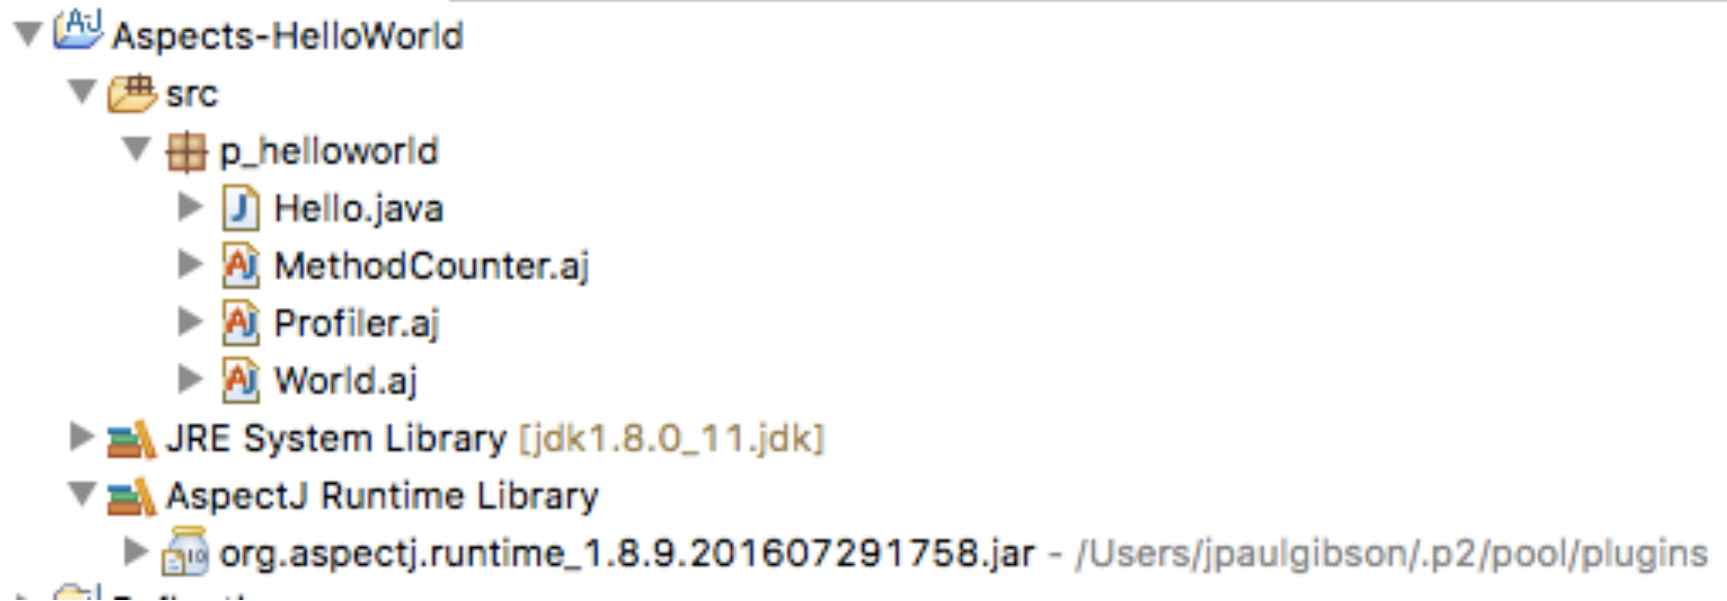 Aspects-HelloWorld
src
p_helloworld
Hello.java
MethodCounter.aj
Profiler.aj
World.aj
JRE System Library [jdk1.8.0_11.jdk]
AspectJ Runtime Library
org.aspectj.runtime_1.8.9.201607291758.jar - /Users/jpaulgibson/.p2/pool/plugins